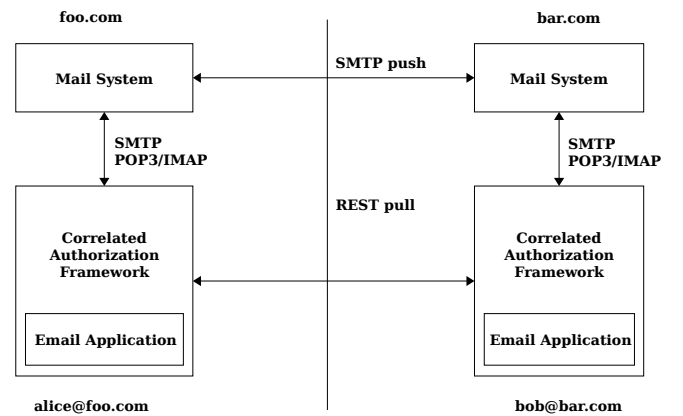 foo.com
bar.com
Mail System
SMTP push
Mail System
SMTP
POP3/IMAP
SMTP
POP3/IMAP
REST pull
Correlated
Authorization
Framework
Correlated
Authorization
Framework
Email Application
Email Application
alice@foo.com
bob@bar.com